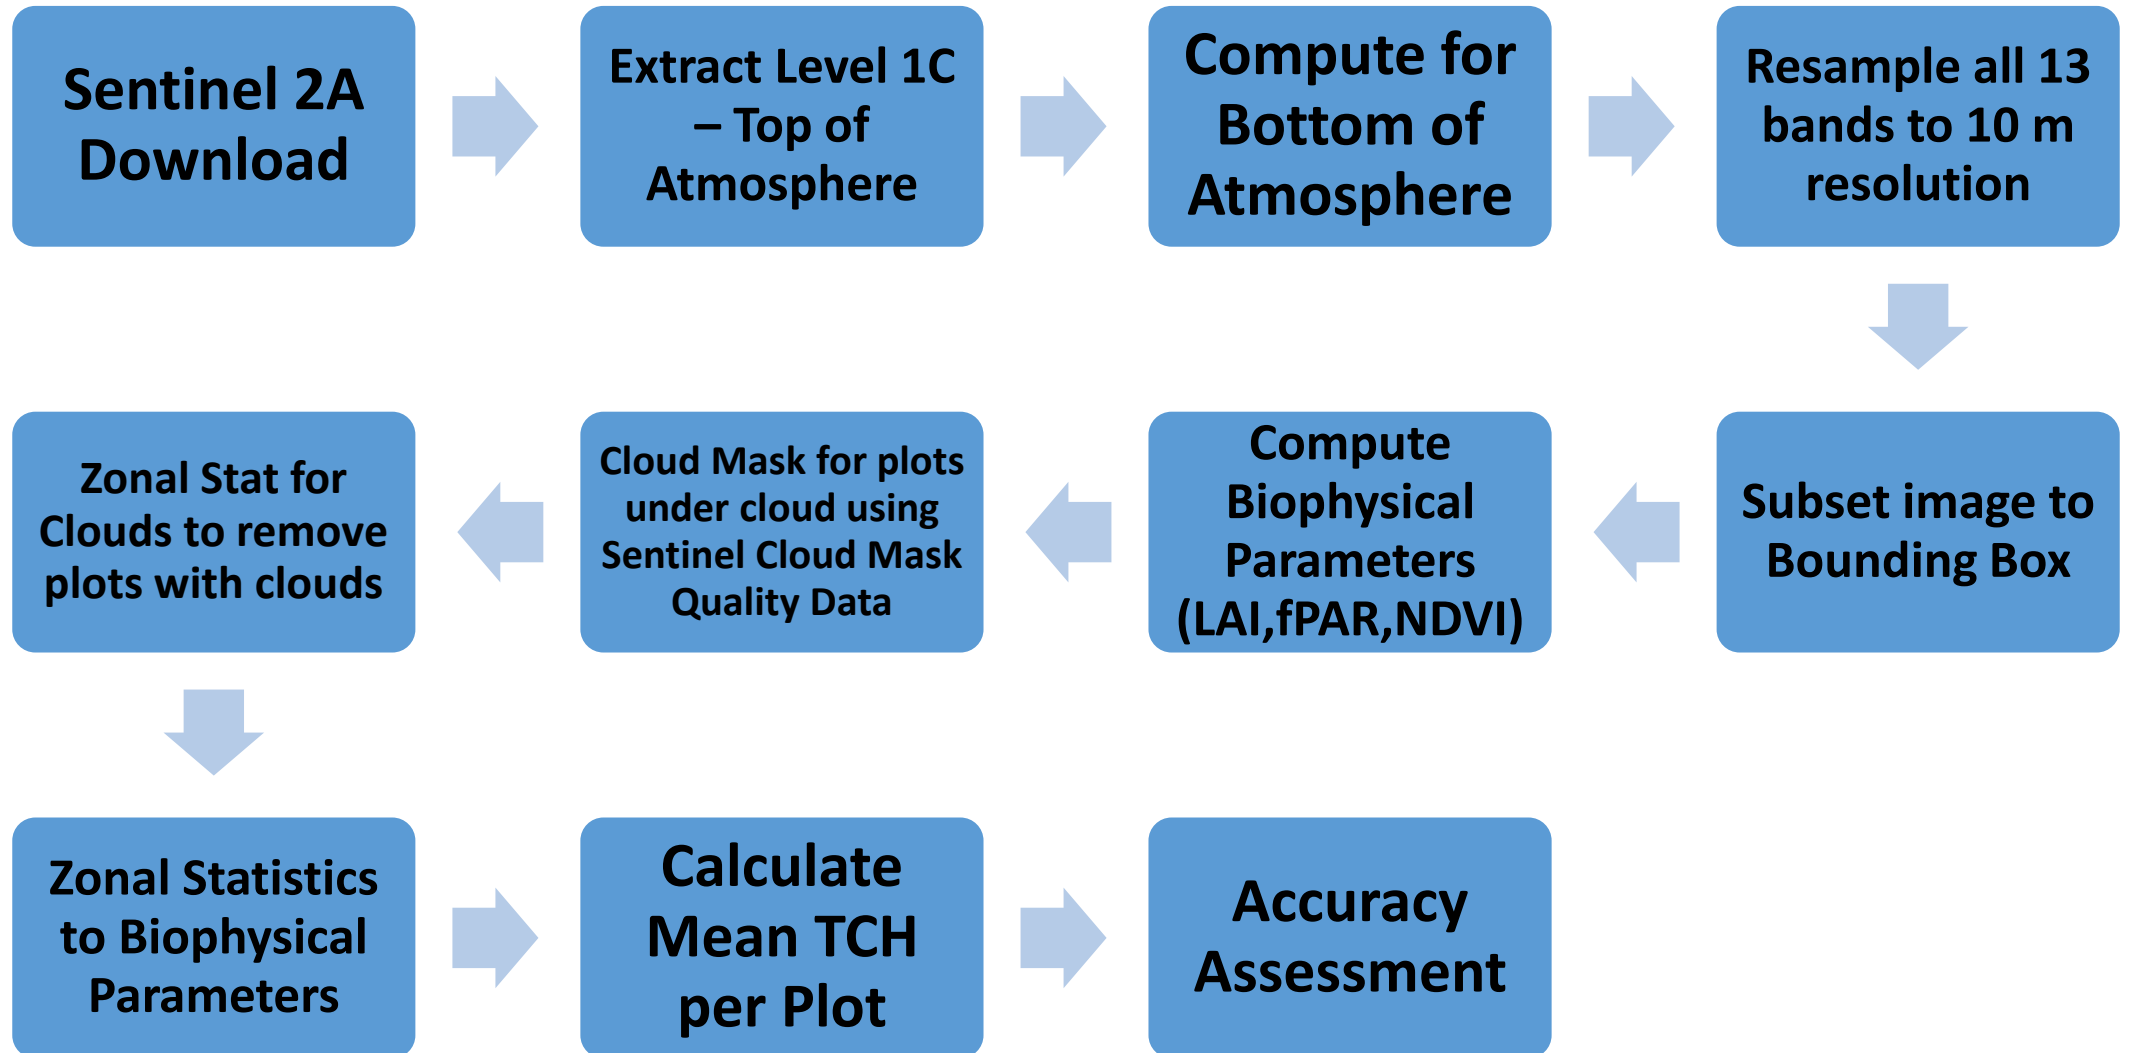 Sentinel 2A
Download
Extract Level 1C
– Top of
Atmosphere
Compute for
Bottom of
Atmosphere
Resample all 13
bands to 10 m
resolution
Subset image to
Bounding Box
Compute
Biophysical
Parameters
(LAI,fPAR,NDVI)
Cloud Mask for plots
under cloud using
Sentinel Cloud Mask
Quality Data
Zonal Stat for
Clouds to remove
plots with clouds
Zonal Statistics
to Biophysical
Parameters
Calculate
Mean TCH
per Plot
Accuracy
Assessment